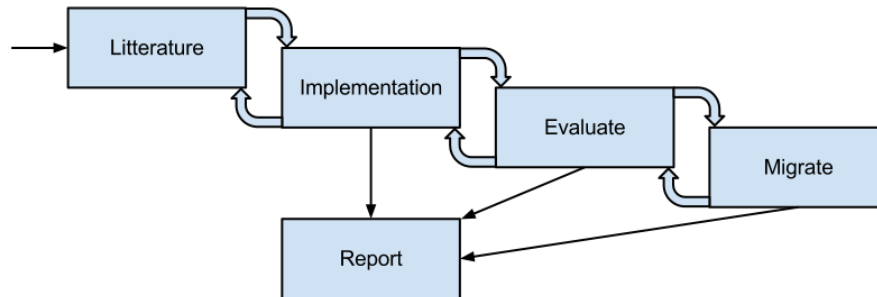 Litterature
Implementation
Evaluate
Migrate
Report